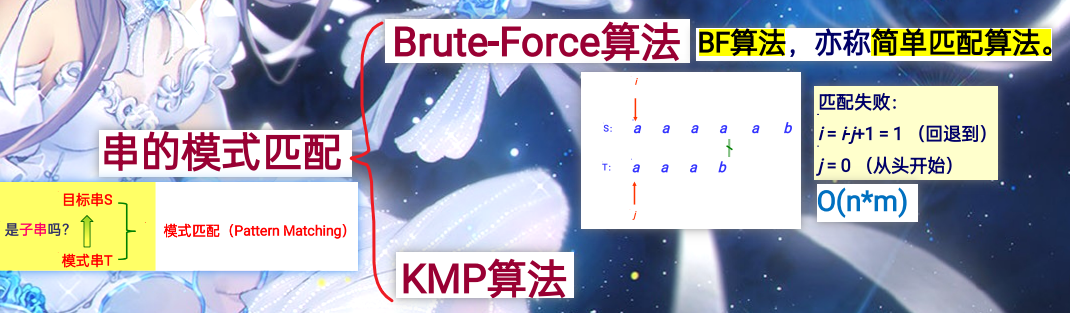 串的模式匹配
目标串S
是子串吗?
模式串T
模式匹配（Pattern Matching）
Brute-Force算法
BF算法，亦称简单匹配算法。
i
S: a a a a a b
T: a a a b
j
匹配失败：
i = i-j+1 = 1 （回退到）
j = 0 （从头开始）
O(n*m)
KMP算法